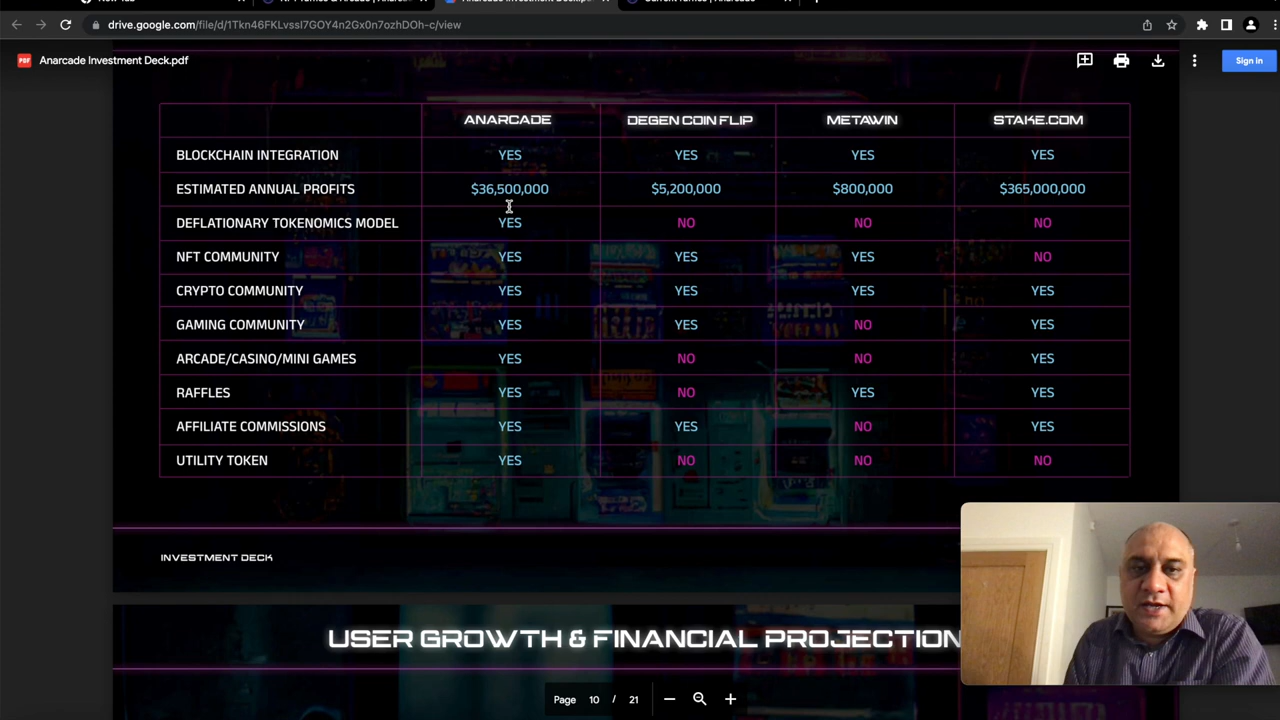 drive.google.com/file/d/1Tkn46FKLvssI7GOY4n2Gx0n7ozhDOh-c/view
PDF Anarcade Investment Deck.pdf Sign in
ANARCADE DEGEN COIN FLIP METAWIN STAKE.COM
BLOCKCHAIN INTEGRATION YES YES YES YES
ESTIMATED ANNUAL PROFITS $36,500,000 $5,200,000 $800,000 $365,000,000
DEFLATIONARY TOKENOMICS MODEL YES NO NO NO
NFT COMMUNITY YES YES YES NO
CRYPTO COMMUNITY YES YES YES YES
GAMING COMMUNITY YES YES NO YES
ARCADE/CASINO/MINI GAMES YES NO NO YES
RAFFLES YES NO YES YES
AFFILIATE COMMISSIONS YES YES NO YES
UTILITY TOKEN YES NO NO NO
INVESTMENT DECK
USER GROWTH & FINANCIAL PROJECTION
Page 10 / 21